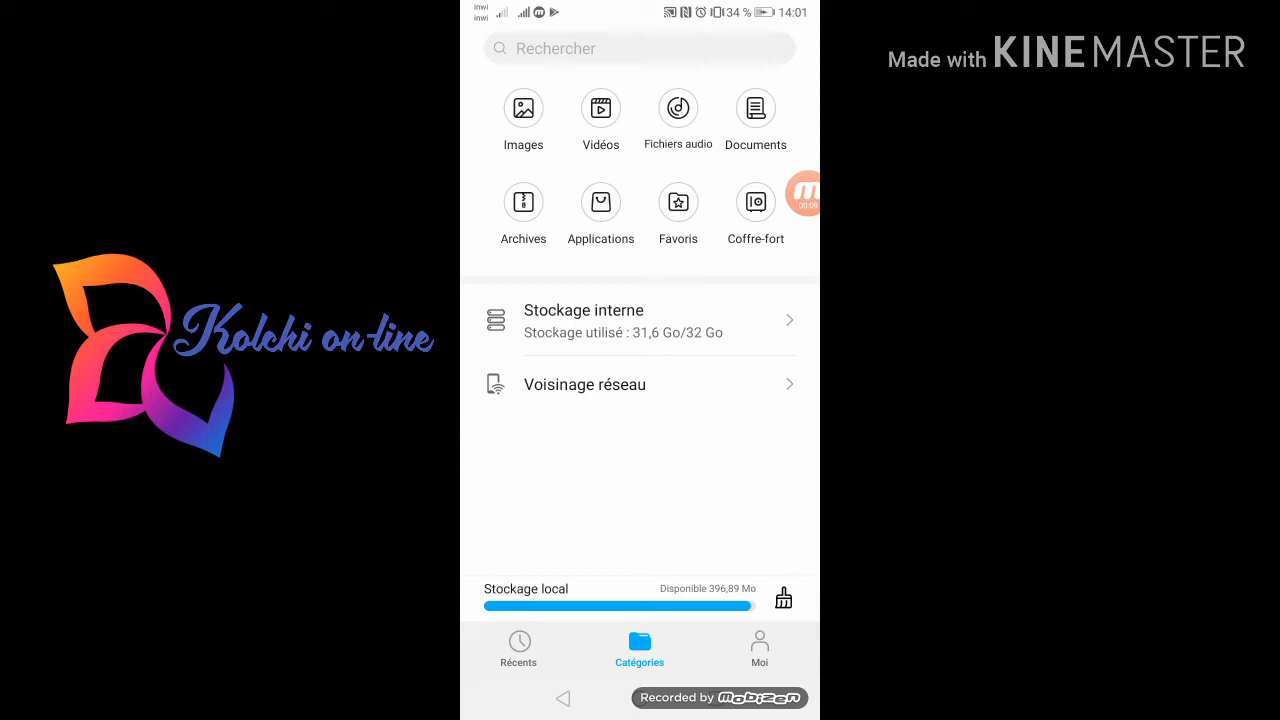 inwi
inwi
34 %
14:01
Rechercher
Made with KINEMASTER
Images
Vidéos
Fichiers audio
Documents
00:09
Archives
Applications
Favoris
Coffre-fort
Kolchi on-line
Stockage interne
Stockage utilisé : 31,6 Go/32 Go
Voisinage réseau
Stockage local
Disponible 396,89 Mo
Récents
Catégories
Moi
Recorded by mobizen